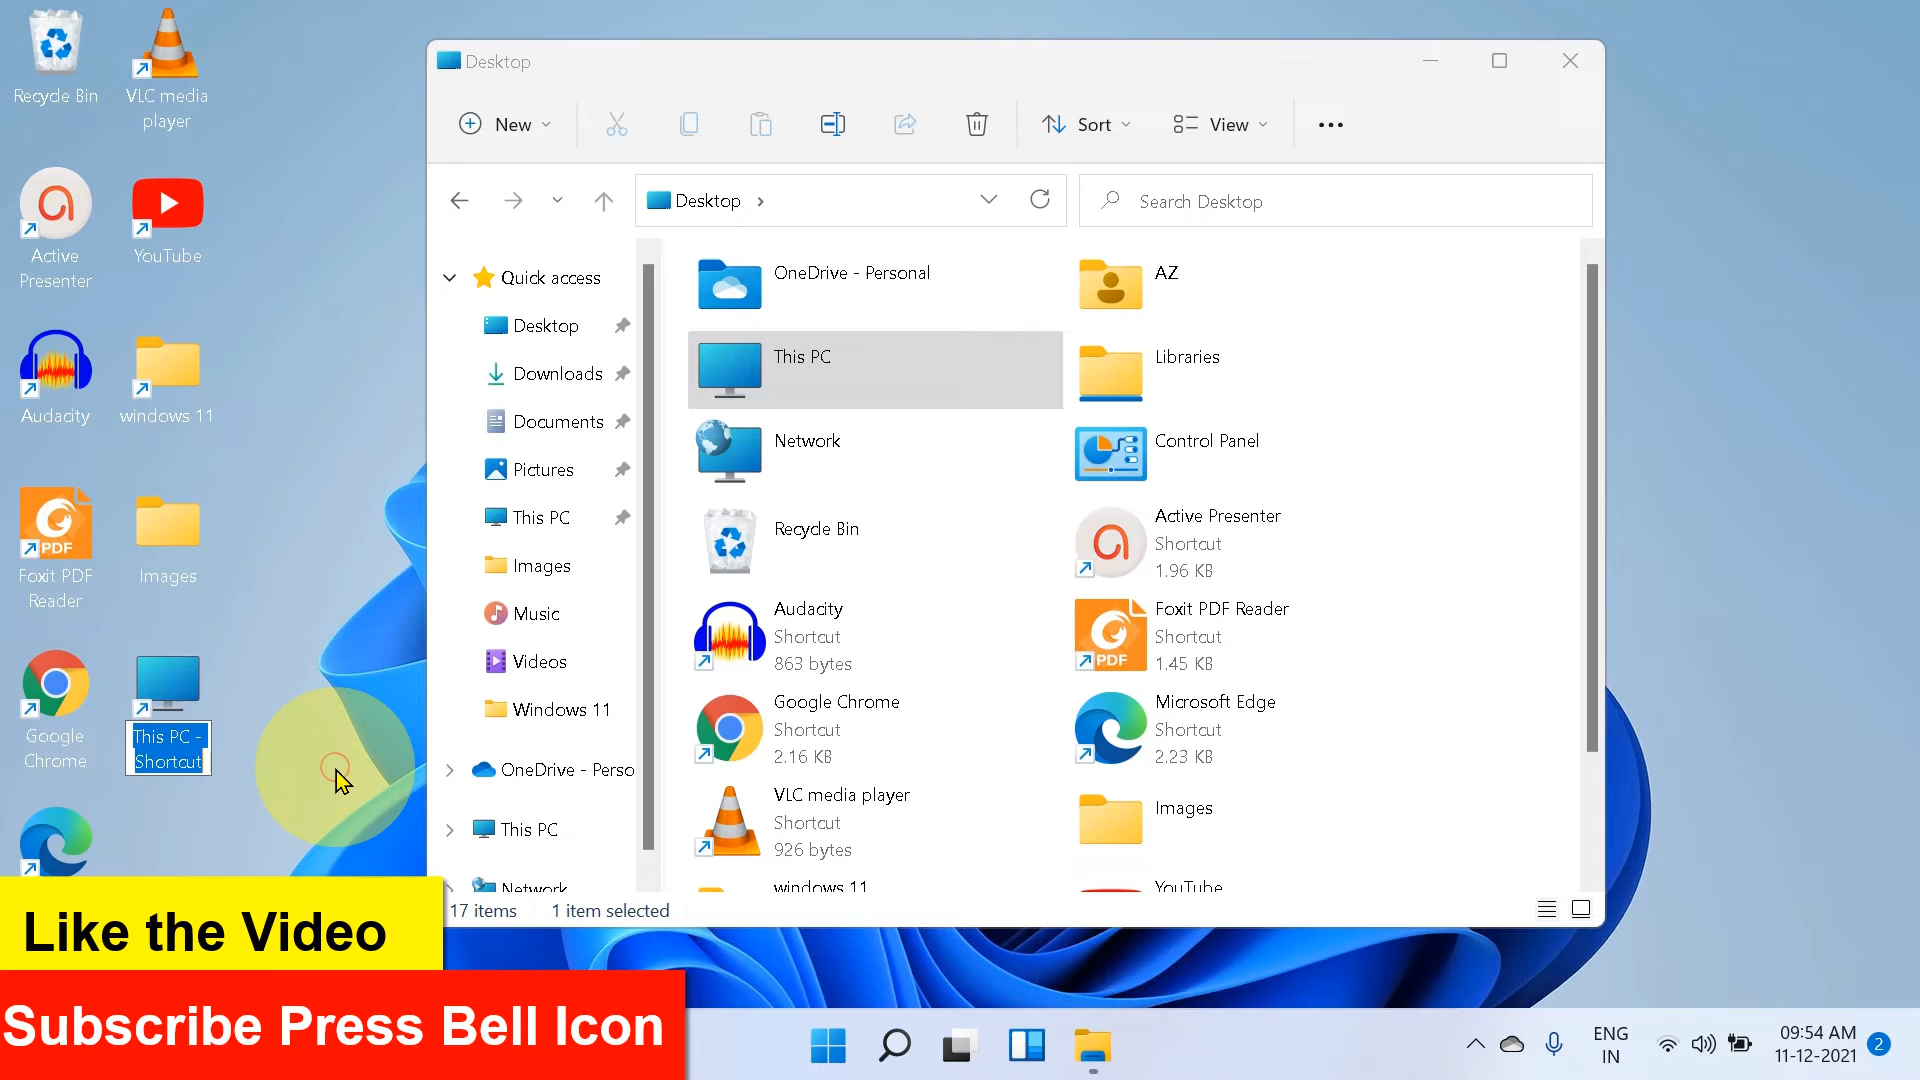 Recycle Bin
VLC media
player
Active
Presenter
YouTube
Audacity
windows 11
PDF
Foxit PDF
Reader
Images
Google
Chrome
This PC -
Shortcut
Desktop
New
Sort
View
Desktop
Search Desktop
Quick access
Desktop
Downloads
Documents
Pictures
This PC
Images
Music
Videos
Windows 11
OneDrive - Perso
This PC
Network
OneDrive - Personal
AZ
This PC
Libraries
Network
Control Panel
Recycle Bin
Active Presenter
Shortcut
1.96 KB
Audacity
Shortcut
863 bytes
PDF
Foxit PDF Reader
Shortcut
1.45 KB
Google Chrome
Shortcut
2.16 KB
Microsoft Edge
Shortcut
2.23 KB
VLC media player
Shortcut
926 bytes
Images
windows 11
YouTube
17 items
1 item selected
Like the Video
Subscribe Press Bell Icon
ENG
IN
09:54 AM
11-12-2021
2